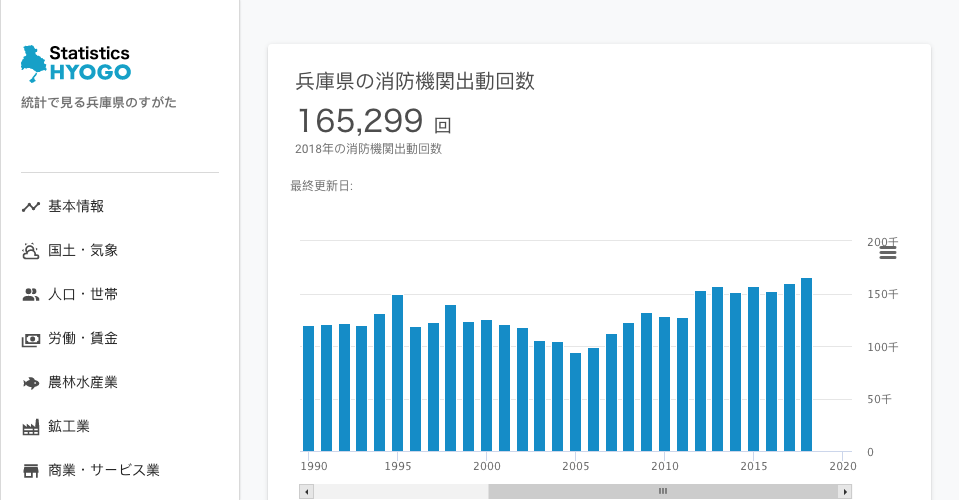 Statistics
HYOGO
統計で見る兵庫県のすがた
基本情報
国土・気象
人口・世帯
労働・賃金
農林水産業
鉱工業
商業・サービス業
兵庫県の消防機関出動回数
165,299 回
2018年の消防機関出動回数
最終更新日:
200千
150千
100千
50千
0
1990 1995 2000 2005 2010 2015 2020